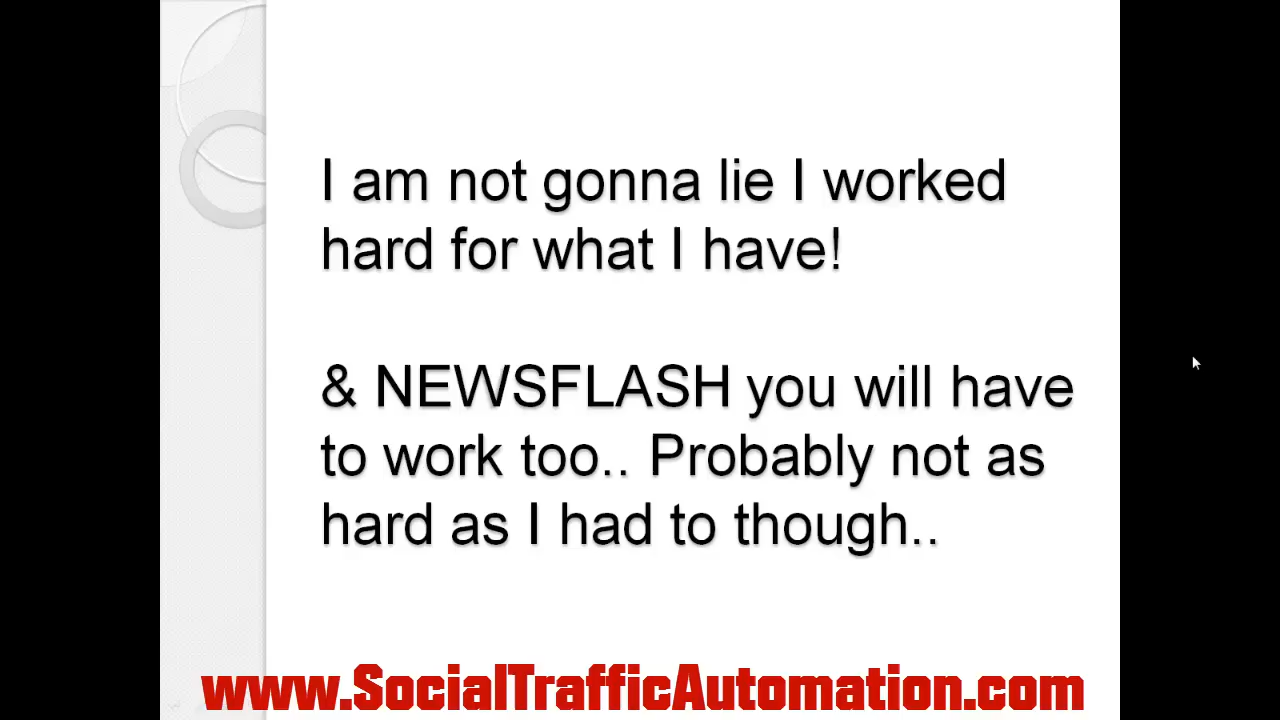 I am not gonna lie I worked
hard for what I have!
& NEWSFLASH you will have
to work too.. Probably not as
hard as I had to though..
www.SocialTrafficAutomation.com